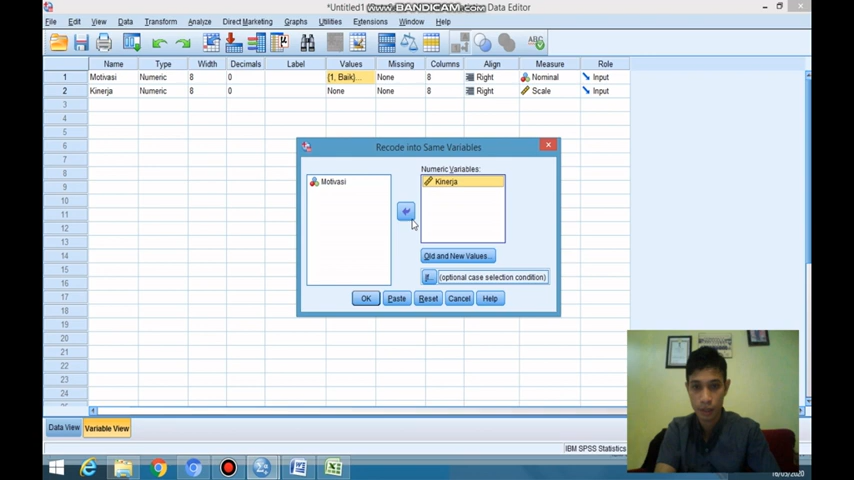 *Untitled1 WWW.BANDICAM.COM Data Editor
File Edit View Data Transform Analyze Direct Marketing Graphs Utilities Extensions Window Help
Name Type Width Decimals Label Values Missing Columns Align Measure Role
1 Motivasi Numeric 8 0 {1, Baik}... None 8 Right Nominal Input
2 Kinerja Numeric 8 0 None None 8 Right Scale Input
3
4
5
6
7
8
9
10
11
12
13
14
15
16
17
18
19
20
21
22
23
24
Recode into Same Variables
Numeric Variables:
Motivasi
Kinerja
Old and New Values...
If... (optional case selection condition)
OK Paste Reset Cancel Help
Data View Variable View
IBM SPSS Statistics
16/05/2020